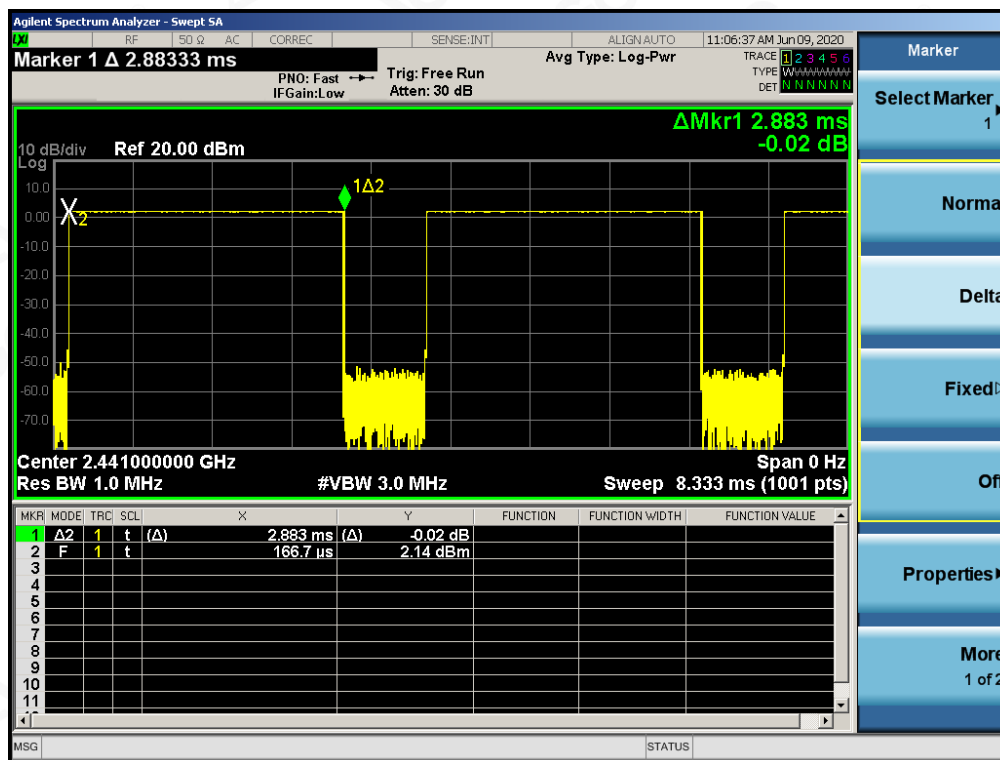 Agilent Spectrum Analyzer - Swept SA
LXI RF 50 Ω AC CORREC SENSE:INT ALIGN AUTO 11:06:37 AM Jun 09, 2020
Marker 1 Δ 2.88333 ms
PNO: Fast
IFGain:Low
Trig: Free Run
Atten: 30 dB
Avg Type: Log-Pwr
TRACE 1 2 3 4 5 6
TYPE
DET N N N N N N
ΔMkr1 2.883 ms
-0.02 dB
10 dB/div Ref 20.00 dBm
Log
10.0
0.00
-10.0
-20.0
-30.0
-40.0
-50.0
-60.0
-70.0
1Δ2
2
Center 2.441000000 GHz Span 0 Hz
Res BW 1.0 MHz #VBW 3.0 MHz Sweep 8.333 ms (1001 pts)
MKR MODE TRC SCL X Y FUNCTION FUNCTION WIDTH FUNCTION VALUE
1 Δ2 1 t (Δ) 2.883 ms (Δ) -0.02 dB
2 F 1 t 166.7 µs 2.14 dBm
3
4
5
6
7
8
9
10
11
MSG STATUS
Marker
Select Marker
1
Norma
Delta
Fixed
Of
Properties
More
1 of 2